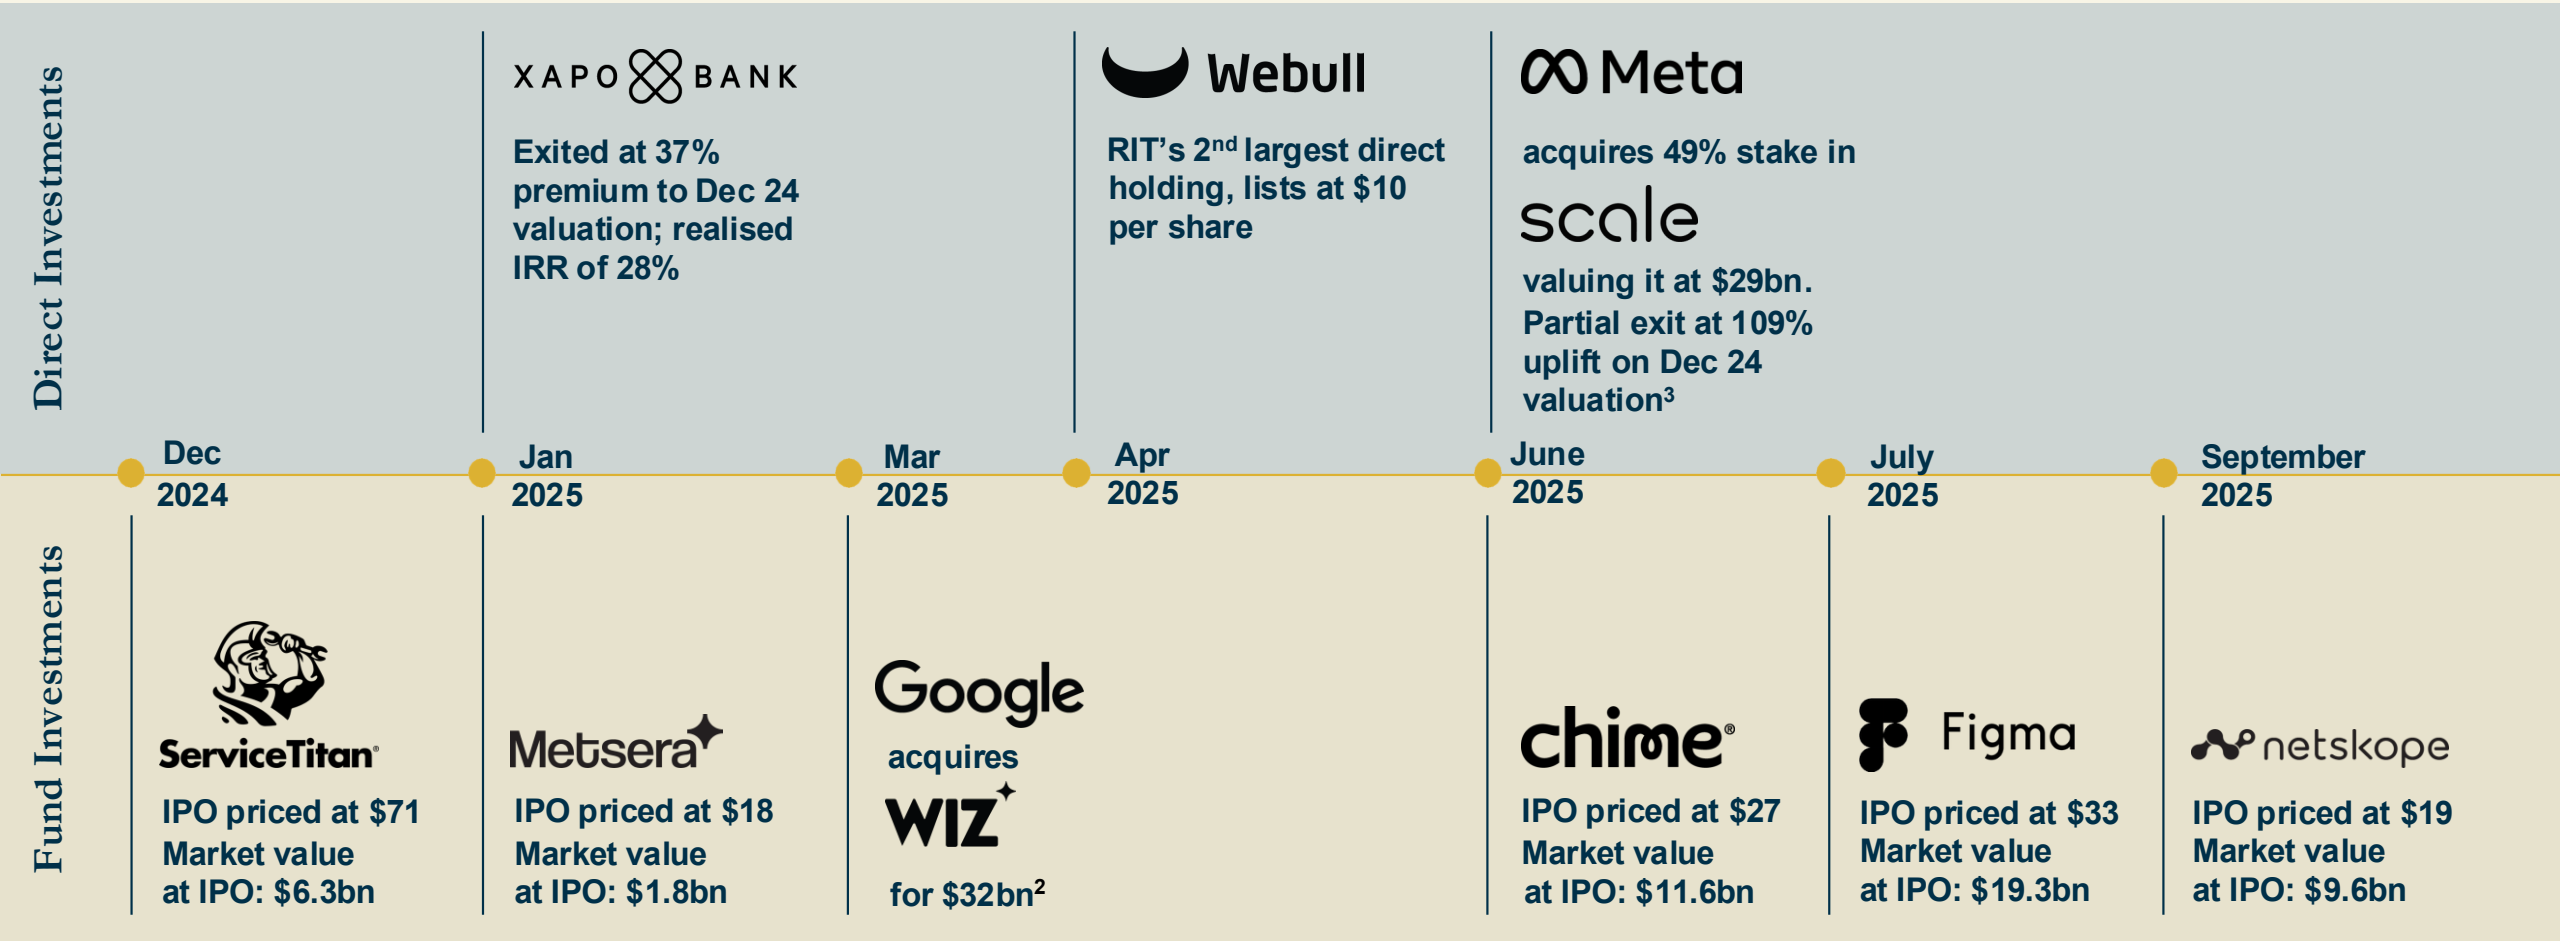 Direct Investments
XAPO BANK
Exited at 37%
premium to Dec 24
valuation; realised
IRR of 28%
Webull
RIT’s 2nd largest direct
holding, lists at $10
per share
Meta
acquires 49% stake in
scale
valuing it at $29bn.
Partial exit at 109%
uplift on Dec 24
valuation3
Dec
2024
Jan
2025
Mar
2025
Apr
2025
June
2025
July
2025
September
2025
Fund Investments
ServiceTitan®
IPO priced at $71
Market value
at IPO: $6.3bn
Metsera
IPO priced at $18
Market value
at IPO: $1.8bn
Google
acquires
WIZ
for $32bn2
chime®
IPO priced at $27
Market value
at IPO: $11.6bn
Figma
IPO priced at $33
Market value
at IPO: $19.3bn
netskope
IPO priced at $19
Market value
at IPO: $9.6bn